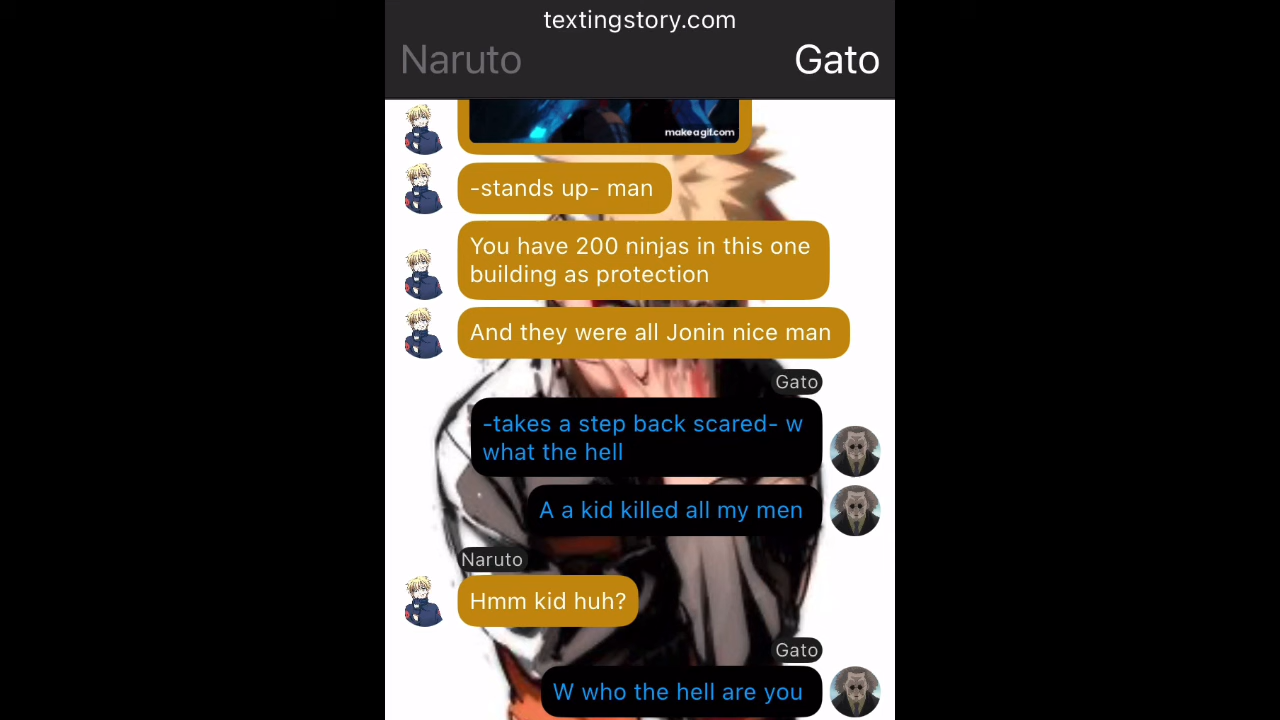 textingstory.com
Naruto
Gato
makeagif.com
-stands up- man
You have 200 ninjas in this one
building as protection
And they were all Jonin nice man
Gato
-takes a step back scared- w
what the hell
A a kid killed all my men
Naruto
Hmm kid huh?
Gato
W who the hell are you